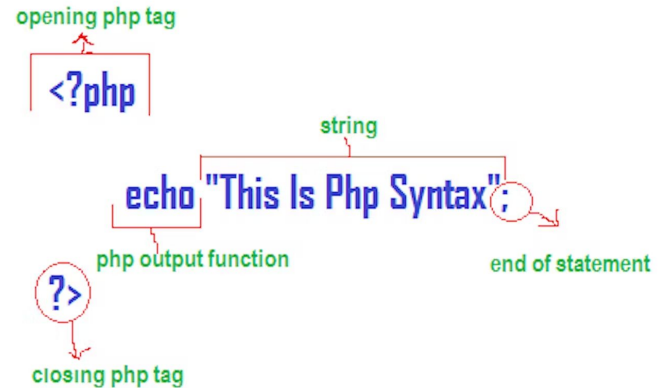 opening php tag
<?php
string
echo "This Is Php Syntax";
php output function
end of statement
?>
closing php tag